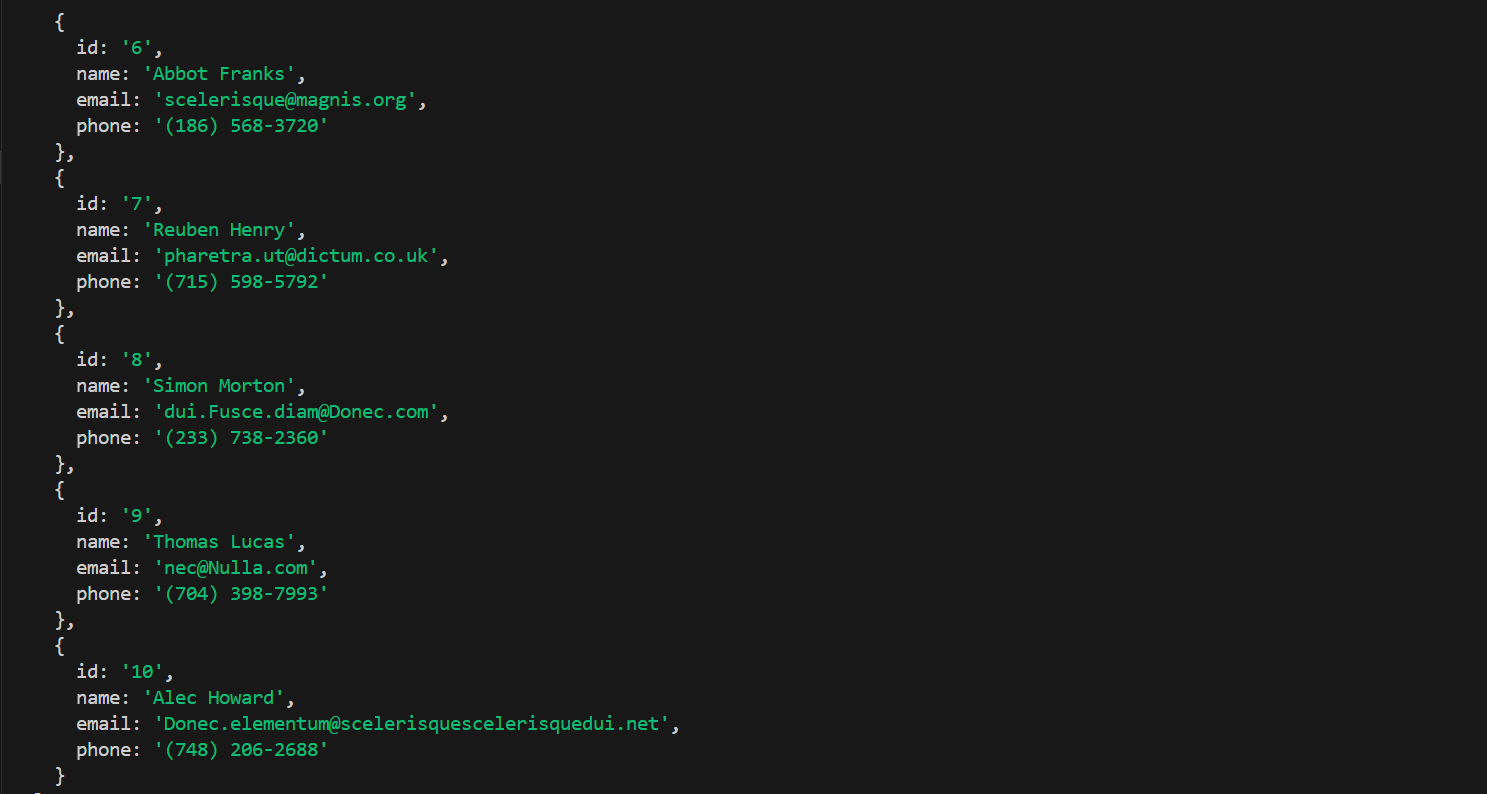 {
id: '6',
name: 'Abbot Franks',
email: 'scelerisque@magnis.org',
phone: '(186) 568-3720'
},
{
id: '7',
name: 'Reuben Henry',
email: 'pharetra.ut@dictum.co.uk',
phone: '(715) 598-5792'
},
{
id: '8',
name: 'Simon Morton',
email: 'dui.Fusce.diam@Donec.com',
phone: '(233) 738-2360'
},
{
id: '9',
name: 'Thomas Lucas',
email: 'nec@Nulla.com',
phone: '(704) 398-7993'
},
{
id: '10',
name: 'Alec Howard',
email: 'Donec.elementum@scelerisquescelerisquedui.net',
phone: '(748) 206-2688'
}